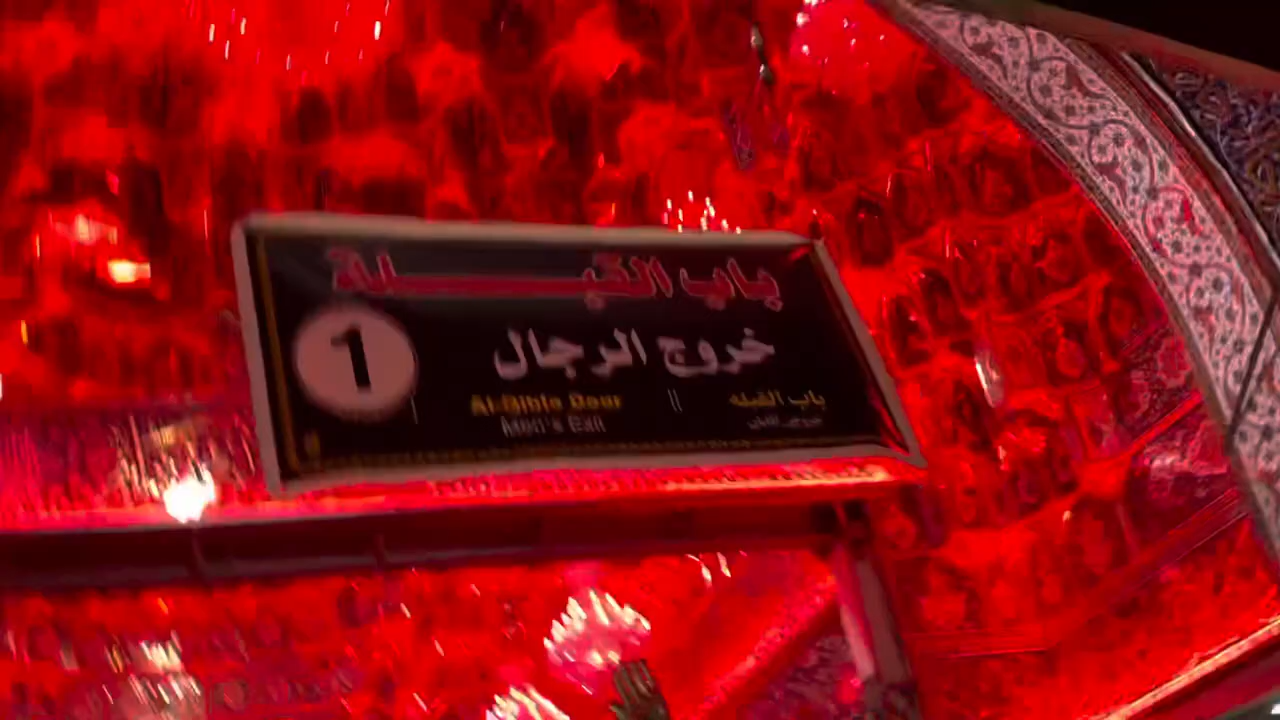 باب القبلة
1
خروج الرجال
Al-Qibla Door || باب القبله
Men's Exit